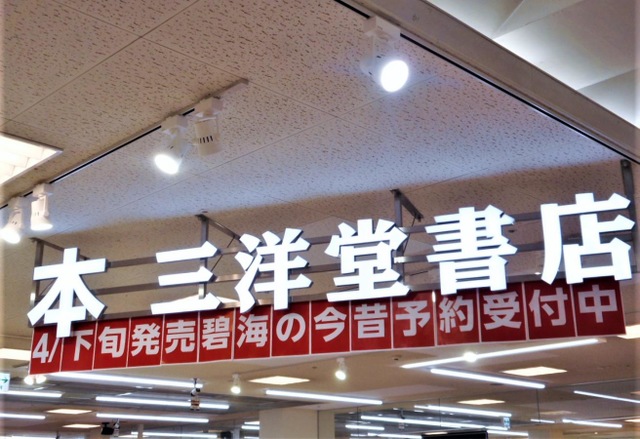 本 三洋堂書店
4/下旬発売碧海の今昔予約受付中